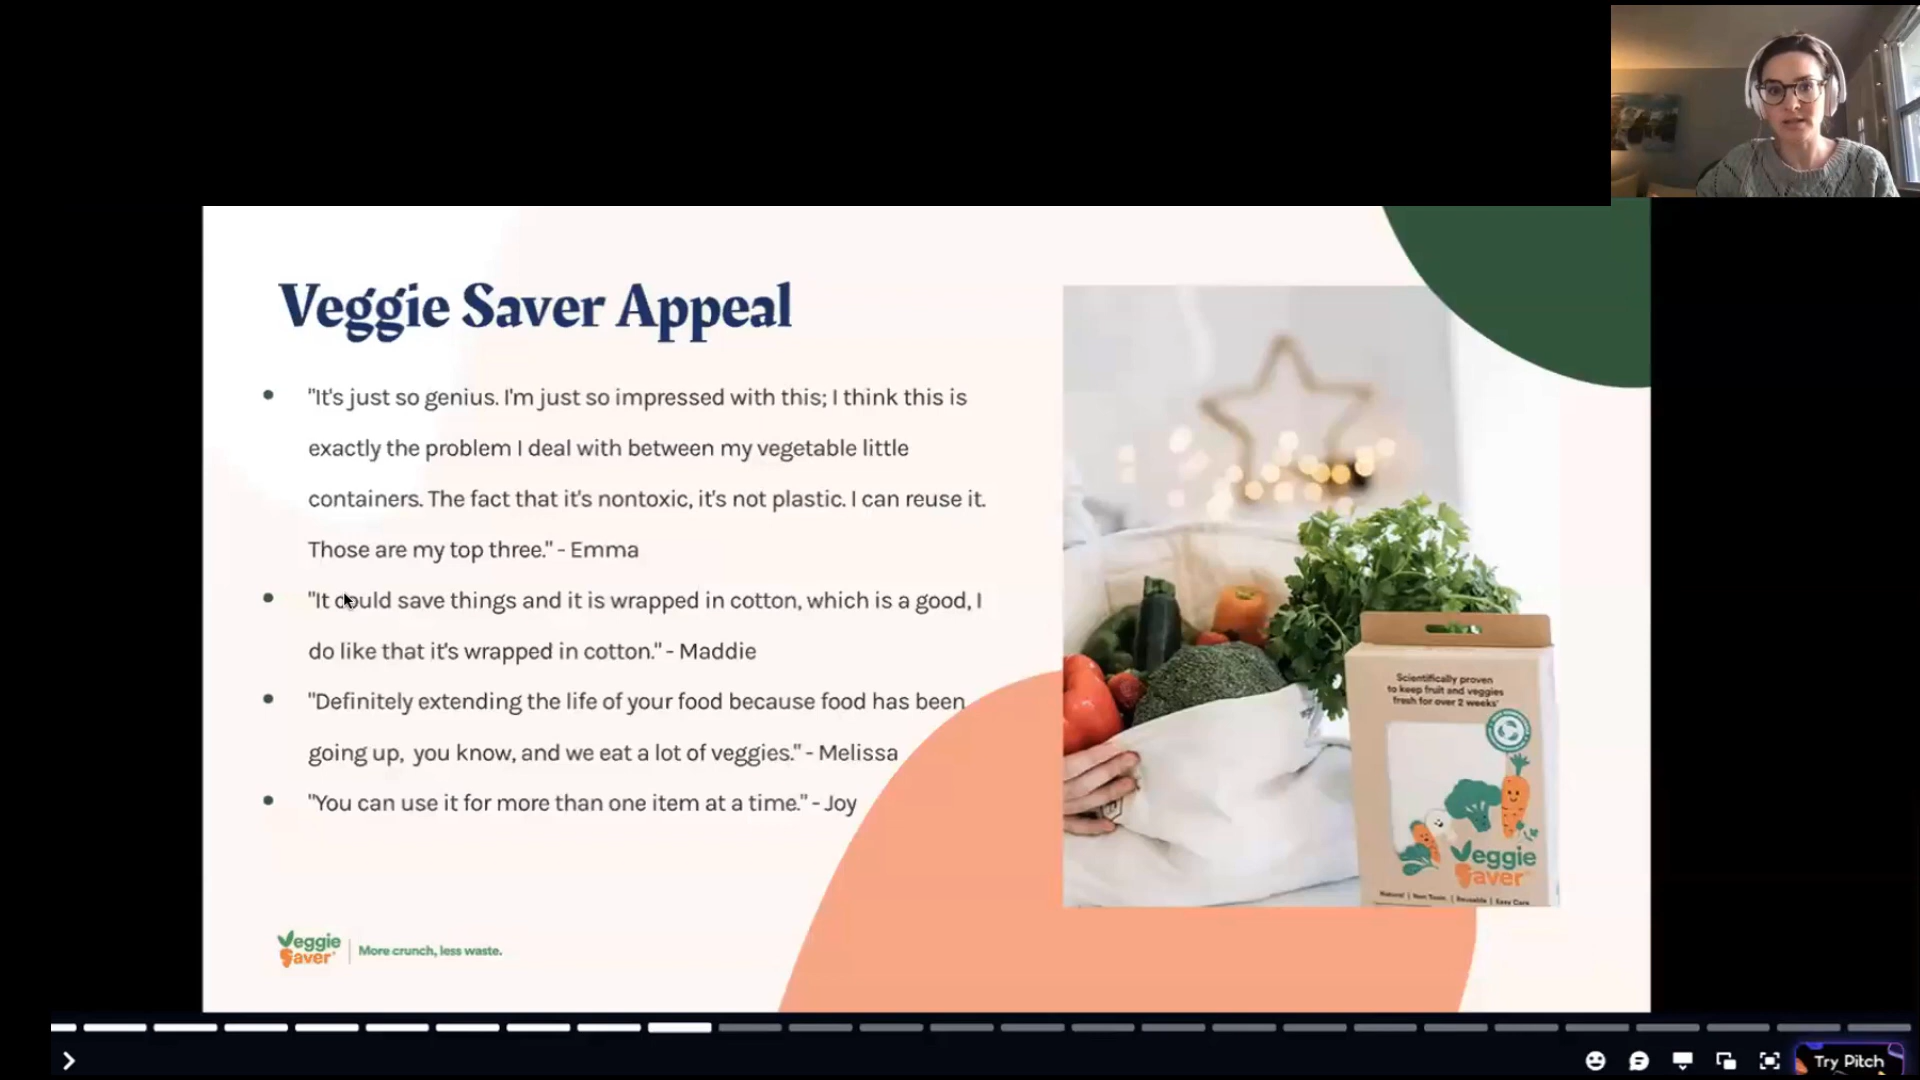 Veggie Saver Appeal
"It's just so genius. I'm just so impressed with this; I think this is
exactly the problem I deal with between my vegetable little
containers. The fact that it's nontoxic, it's not plastic. I can reuse it.
Those are my top three." - Emma
"It could save things and it is wrapped in cotton, which is a good, I
do like that it's wrapped in cotton." - Maddie
"Definitely extending the life of your food because food has been
going up, you know, and we eat a lot of veggies." - Melissa
"You can use it for more than one item at a time." - Joy
Scientifically proven
to keep fruit and veggies
fresh for over 2 weeks*
Veggie
Saver
Natural | Non Toxic | Reusable | Easy Care
Veggie
Saver
More crunch, less waste.
Try Pitch